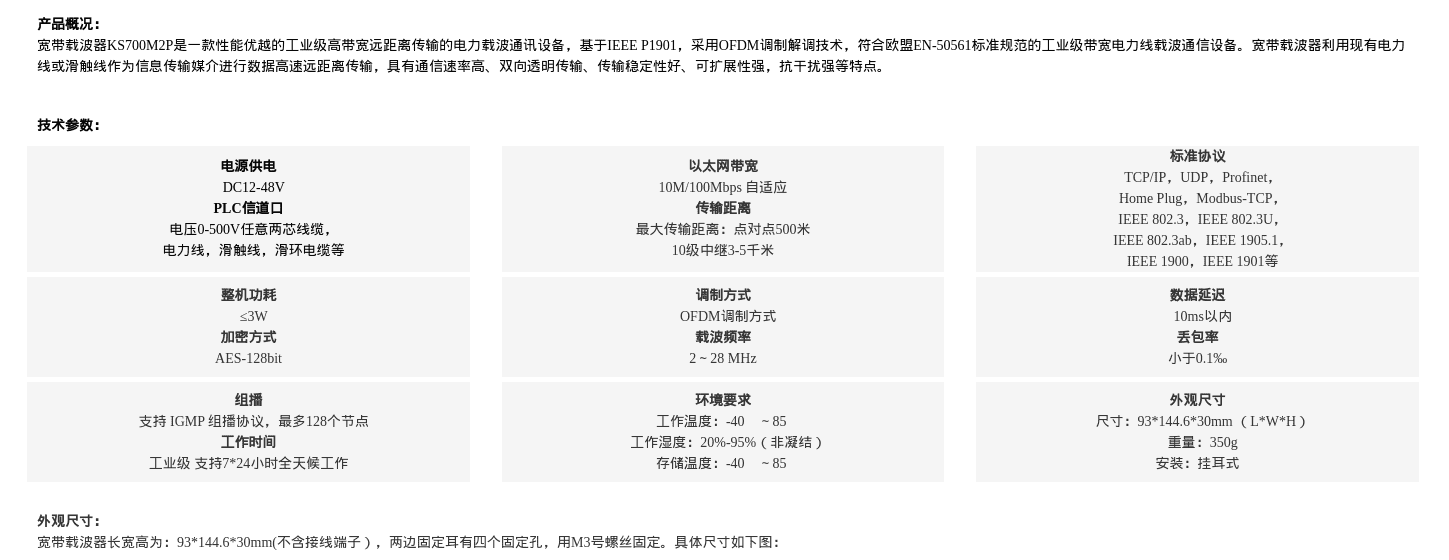 产品概况：
宽带载波器KS700M2P是一款性能优越的工业级高带宽远距离传输的电力载波通讯设备，基于IEEE P1901，采用OFDM调制解调技术，符合欧盟EN-50561标准规范的工业级带宽电力线载波通信设备。宽带载波器利用现有电力
线或滑触线作为信息传输媒介进行数据高速远距离传输，具有通信速率高、双向透明传输、传输稳定性好、可扩展性强，抗干扰强等特点。
技术参数：
电源供电
DC12-48V
PLC信道口
电压0-500V任意两芯线缆，
电力线，滑触线，滑环电缆等
以太网带宽
10M/100Mbps 自适应
传输距离
最大传输距离：点对点500米
10级中继3-5千米
标准协议
TCP/IP，UDP，Profinet，
Home Plug，Modbus-TCP，
IEEE 802.3，IEEE 802.3U，
IEEE 802.3ab，IEEE 1905.1，
IEEE 1900，IEEE 1901等
整机功耗
≤3W
加密方式
AES-128bit
调制方式
OFDM调制方式
载波频率
2～28 MHz
数据延迟
10ms以内
丢包率
小于0.1‰
组播
支持 IGMP 组播协议，最多128个节点
工作时间
工业级 支持7*24小时全天候工作
环境要求
工作温度：-40　～85
工作湿度：20%-95%（非凝结）
存储温度：-40　～85
外观尺寸
尺寸：93*144.6*30mm（L*W*H）
重量：350g
安装：挂耳式
外观尺寸：
宽带载波器长宽高为：93*144.6*30mm(不含接线端子），两边固定耳有四个固定孔，用M3号螺丝固定。具体尺寸如下图：